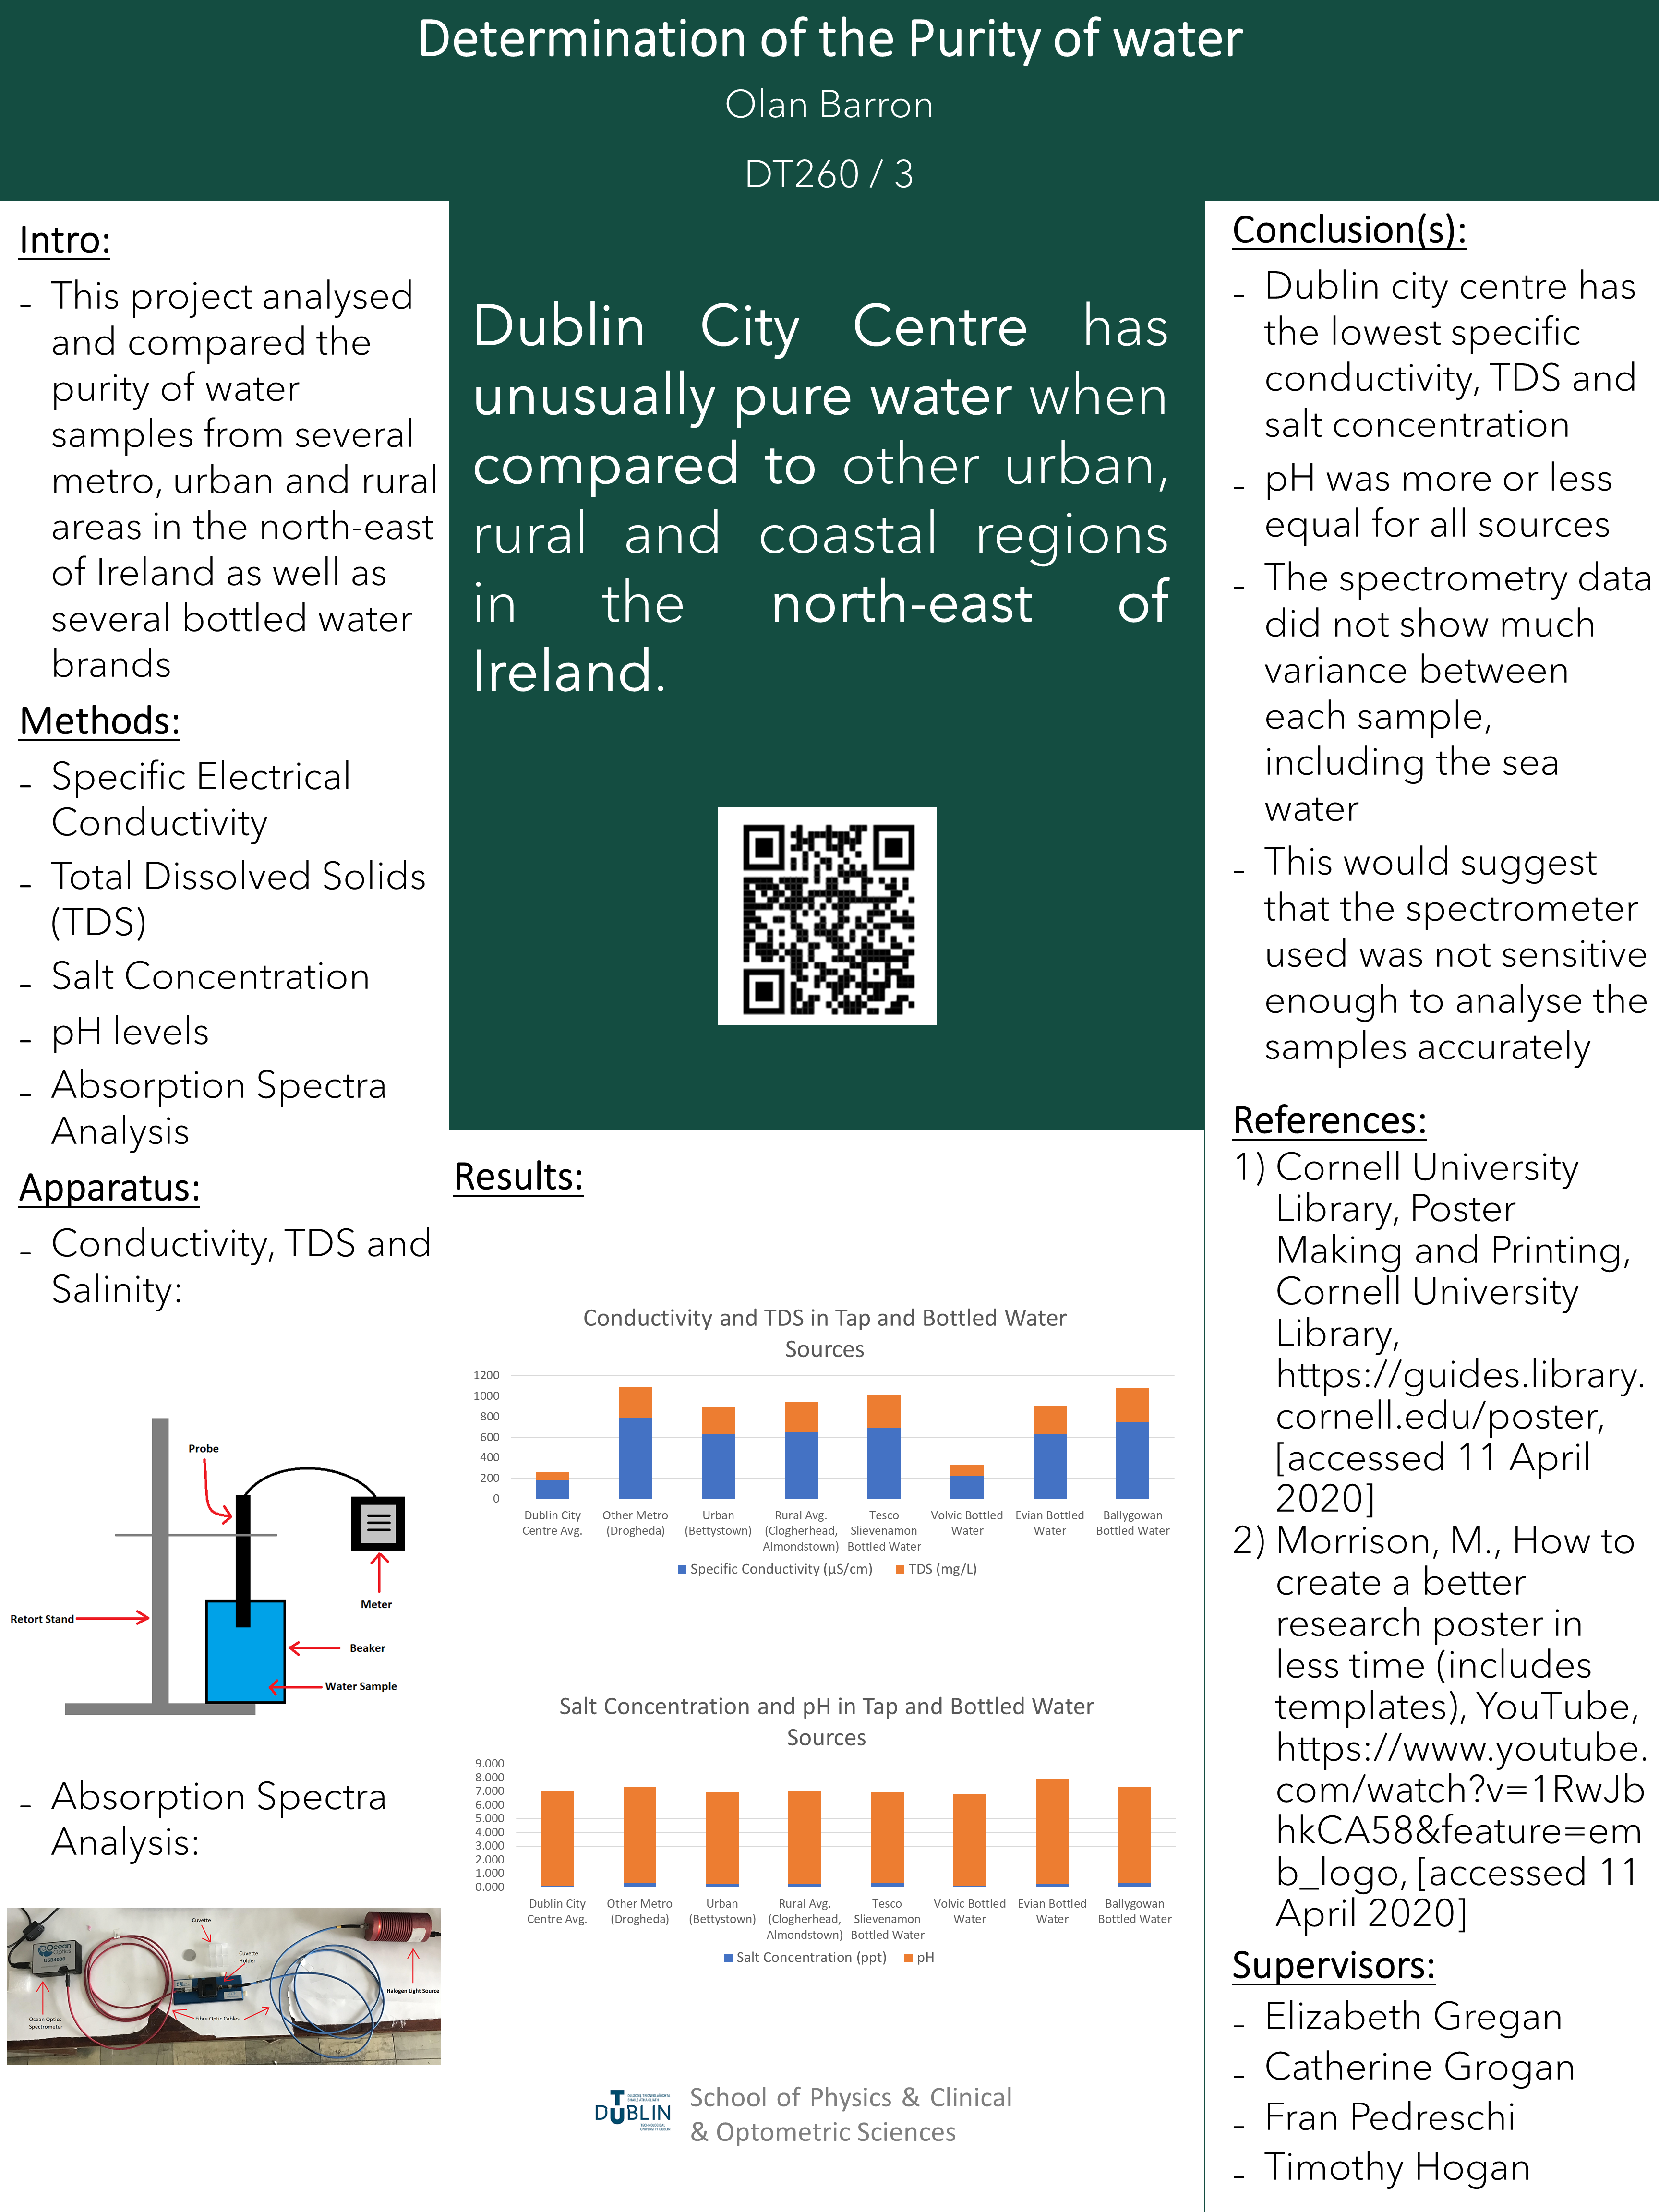 Determination of the Purity of water
Olan Barron
DT260 / 3
Intro:
- This project analysed
and compared the
purity of water
samples from several
metro, urban and rural
areas in the north-east
of Ireland as well as
several bottled water
brands
Methods:
- Specific Electrical
Conductivity
- Total Dissolved Solids
(TDS)
- Salt Concentration
- pH levels
- Absorption Spectra
Analysis
Apparatus:
- Conductivity, TDS and
Salinity:
Probe
Meter
Retort Stand
Beaker
Water Sample
- Absorption Spectra
Analysis:
Cuvette
Ocean
Optics
USB4000
Cuvette
Holder
Halogen Light Source
Ocean Optics
Spectrometer
Fibre Optic Cables
Dublin City Centre has
unusually pure water when
compared to other urban,
rural and coastal regions
in the north-east of
Ireland.
Results:
Conductivity and TDS in Tap and Bottled Water
Sources
1200
1000
800
600
400
200
0
Dublin City
Centre Avg.
Other Metro
(Drogheda)
Urban
(Bettystown)
Rural Avg.
(Clogherhead,
Almondstown)
Tesco
Slievenamon
Bottled Water
Volvic Bottled
Water
Evian Bottled
Water
Ballygowan
Bottled Water
Specific Conductivity (µS/cm)
TDS (mg/L)
Salt Concentration and pH in Tap and Bottled Water
Sources
9.000
8.000
7.000
6.000
5.000
4.000
3.000
2.000
1.000
0.000
Dublin City
Centre Avg.
Other Metro
(Drogheda)
Urban
(Bettystown)
Rural Avg.
(Clogherhead,
Almondstown)
Tesco
Slievenamon
Bottled Water
Volvic Bottled
Water
Evian Bottled
Water
Ballygowan
Bottled Water
Salt Concentration (ppt)
pH
T
DUBLIN
TECHNOLOGICAL
UNIVERSITY DUBLIN
School of Physics & Clinical
& Optometric Sciences
Conclusion(s):
- Dublin city centre has
the lowest specific
conductivity, TDS and
salt concentration
- pH was more or less
equal for all sources
- The spectrometry data
did not show much
variance between
each sample,
including the sea
water
- This would suggest
that the spectrometer
used was not sensitive
enough to analyse the
samples accurately
References:
1) Cornell University
Library, Poster
Making and Printing,
Cornell University
Library,
https://guides.library.
cornell.edu/poster,
[accessed 11 April
2020]
2) Morrison, M., How to
create a better
research poster in
less time (includes
templates), YouTube,
https://www.youtube.
com/watch?v=1RwJb
hkCA58&feature=em
b_logo, [accessed 11
April 2020]
Supervisors:
- Elizabeth Gregan
- Catherine Grogan
- Fran Pedreschi
- Timothy Hogan